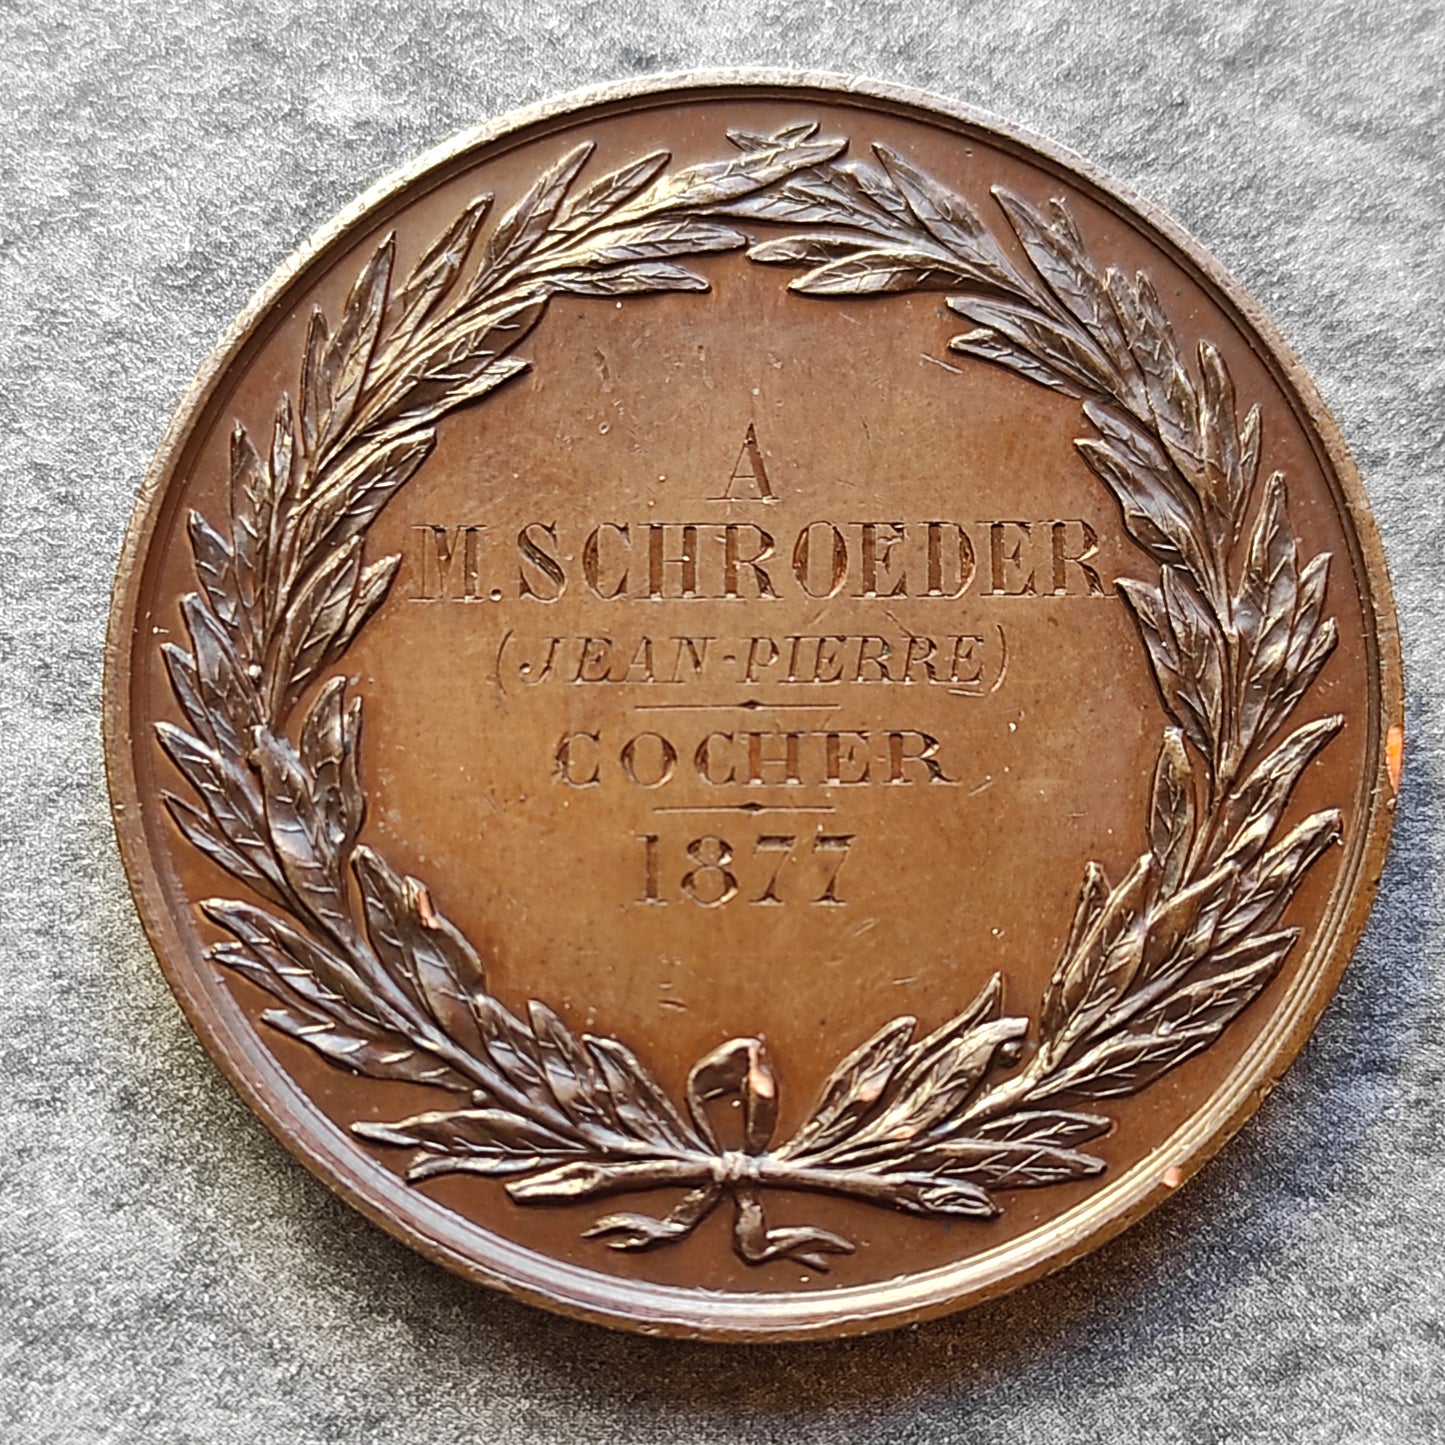 A
M. SCHROEDER
(JEAN-PIERRE)
COCHER
1877